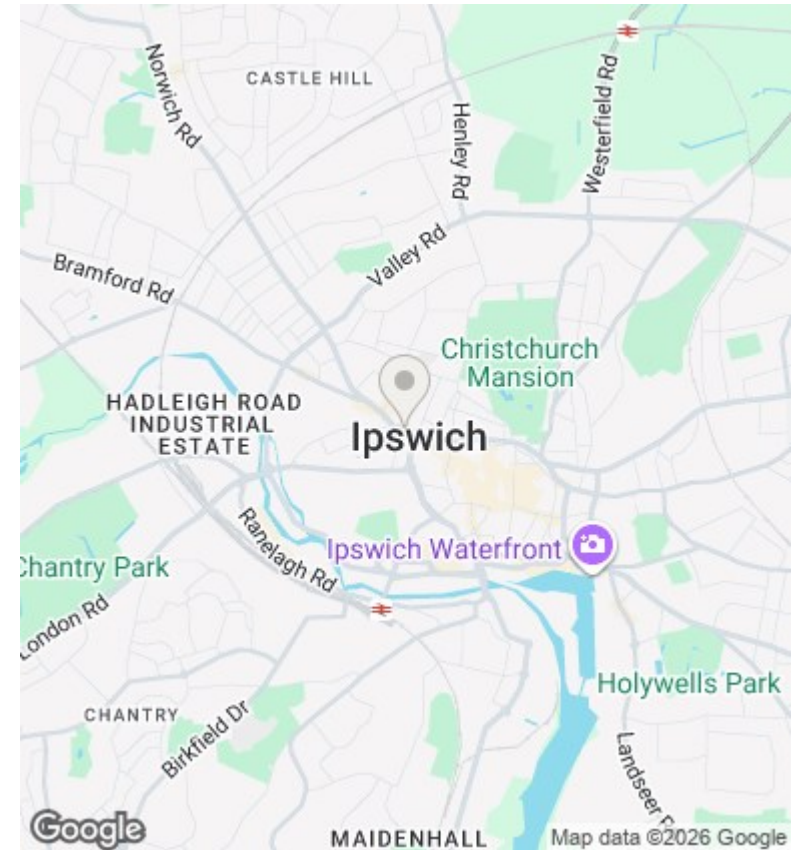 CASTLE HILL
Norwich Rd
Henley Rd
Westerfield Rd
Valley Rd
Bramford Rd
Christchurch
Mansion
HADLEIGH ROAD
INDUSTRIAL
ESTATE
Ipswich
Ipswich Waterfront
Ranelagh Rd
Chantry Park
London Rd
Holywells Park
CHANTRY
Birkfield Dr
Landseer R
Google
MAIDENHALL
Map data ©2026 Google